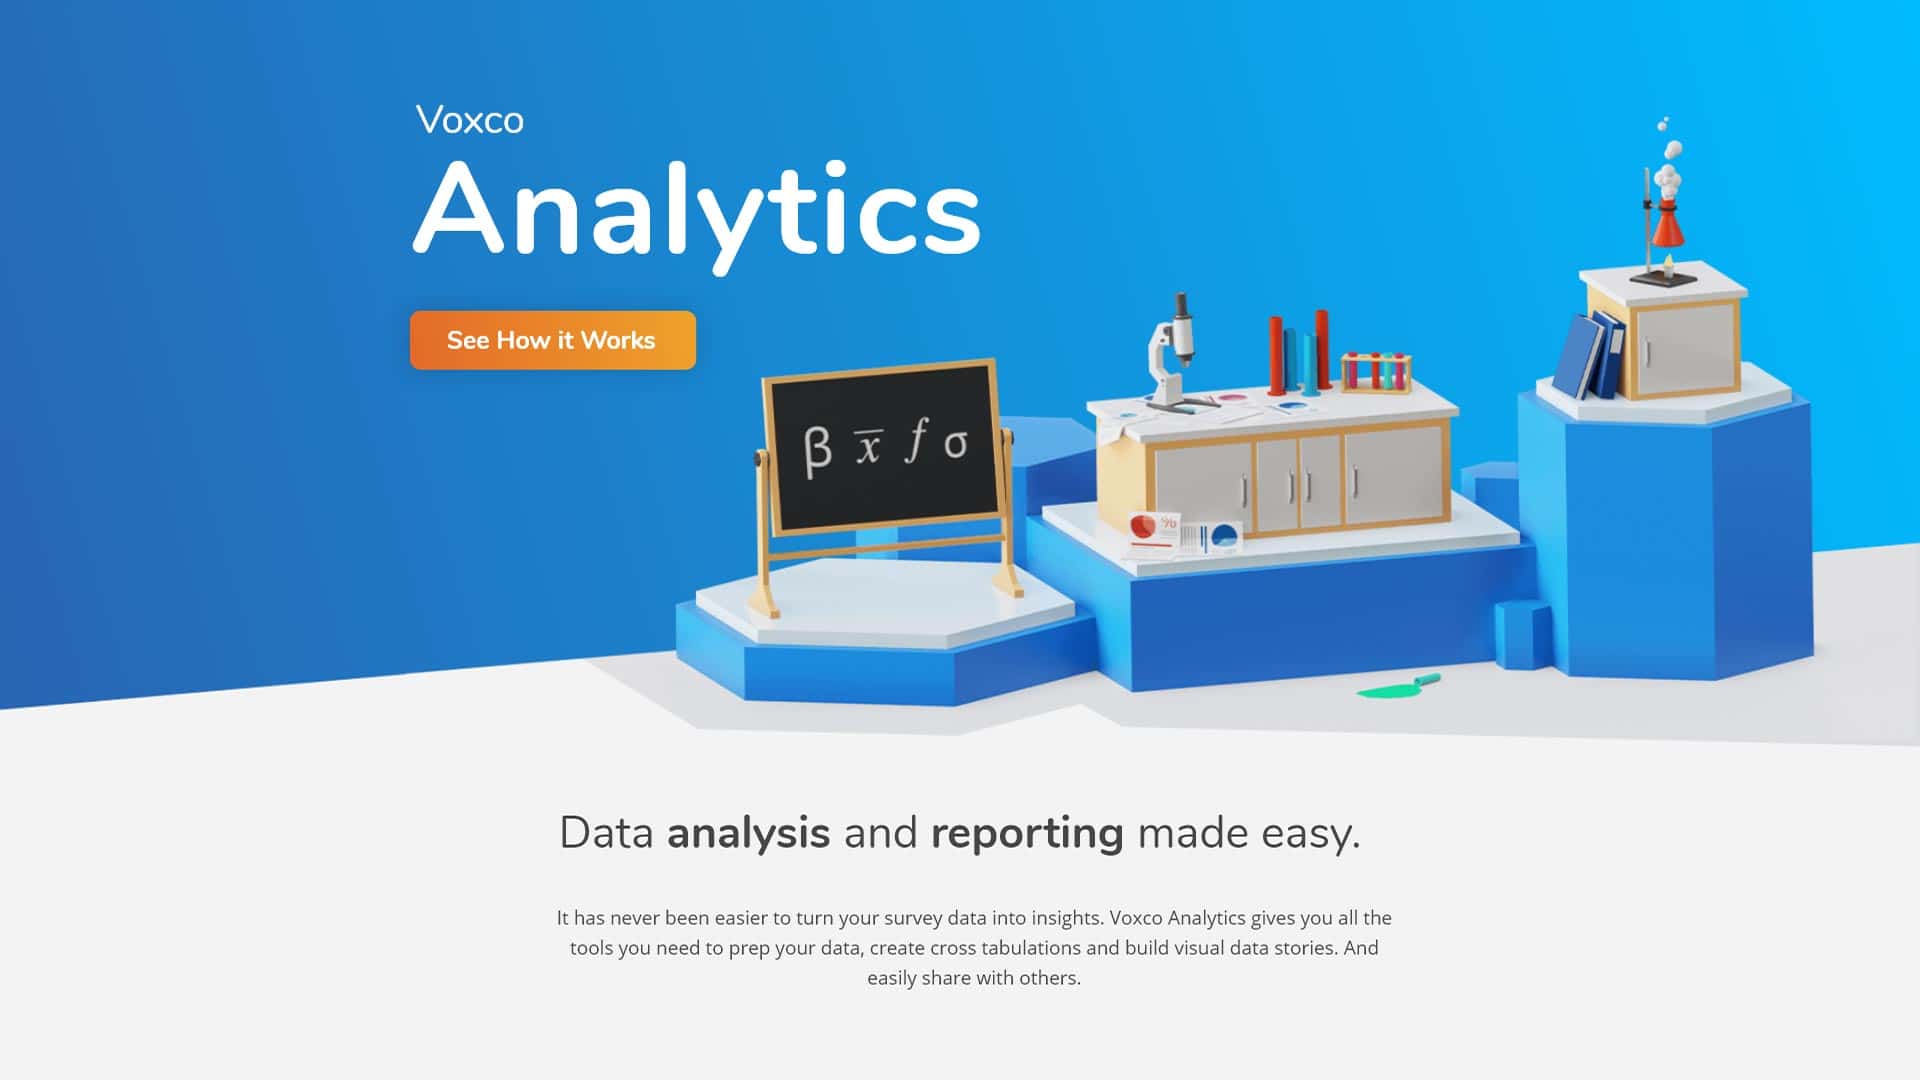 Voxco
Analytics
See How it Works
β x̅ f σ
%
Data analysis and reporting made easy.
It has never been easier to turn your survey data into insights. Voxco Analytics gives you all the
tools you need to prep your data, create cross tabulations and build visual data stories. And
easily share with others.